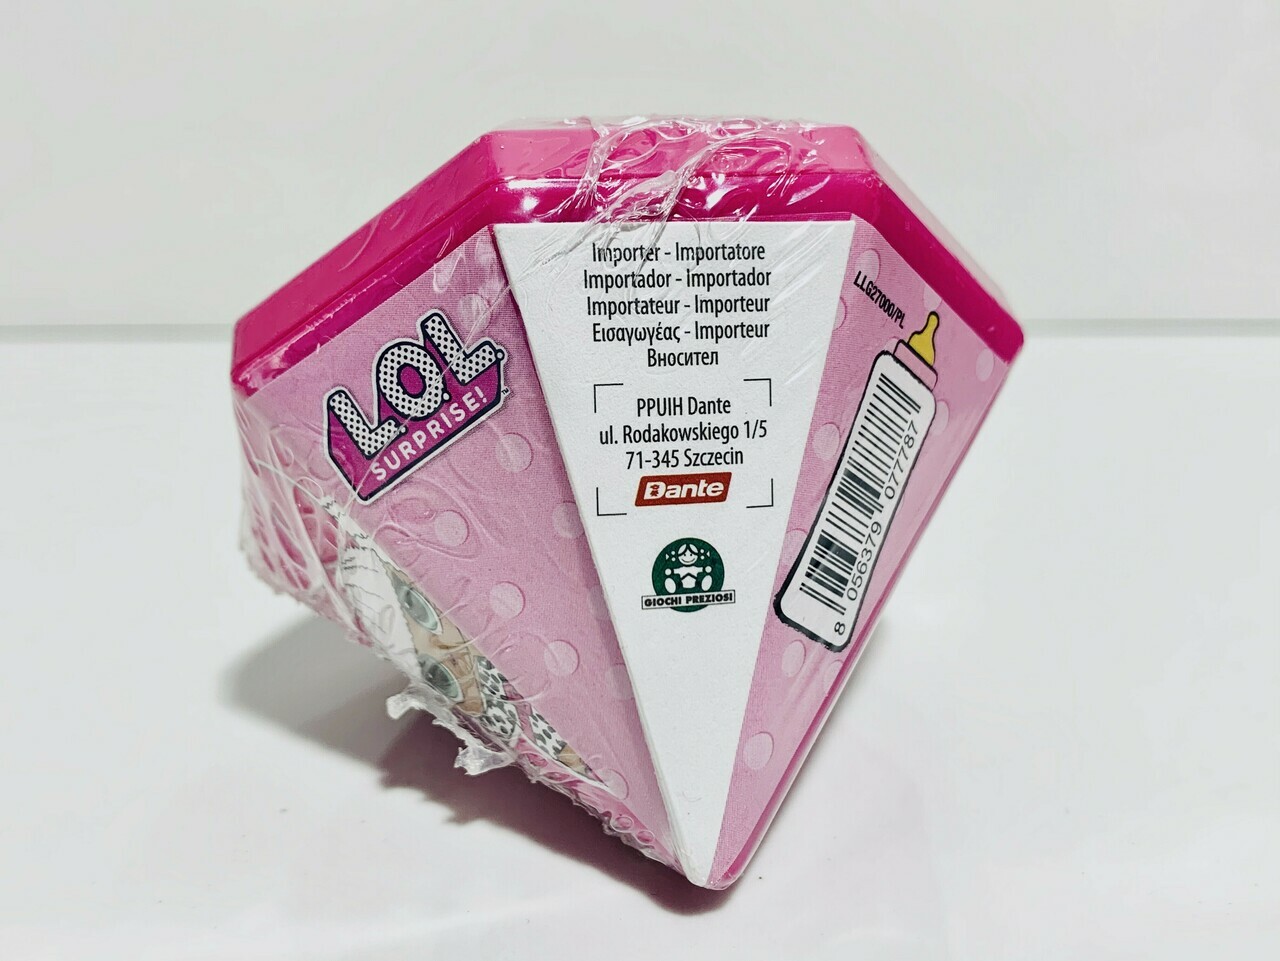 L.O.L.
SURPRISE!™
Importer - Importatore
Importador - Importador
Importateur - Importeur
Εισαγωγέας - Importeur
Вносител
PPUIH Dante
ul. Rodakowskiego 1/5
71-345 Szczecin
Dante
GIOCHI PREZIOSI
LLG27000/PL
8 056379 077787